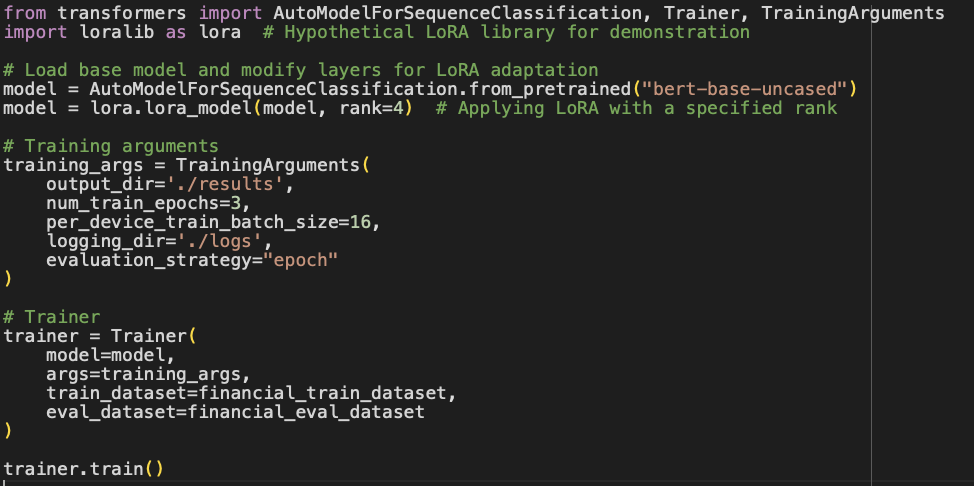 from transformers import AutoModelForSequenceClassification, Trainer, TrainingArguments
import loralib as lora  # Hypothetical LoRA library for demonstration

# Load base model and modify layers for LoRA adaptation
model = AutoModelForSequenceClassification.from_pretrained("bert-base-uncased")
model = lora.lora_model(model, rank=4)  # Applying LoRA with a specified rank

# Training arguments
training_args = TrainingArguments(
    output_dir='./results',
    num_train_epochs=3,
    per_device_train_batch_size=16,
    logging_dir='./logs',
    evaluation_strategy="epoch"
)

# Trainer
trainer = Trainer(
    model=model,
    args=training_args,
    train_dataset=financial_train_dataset,
    eval_dataset=financial_eval_dataset
)

trainer.train()